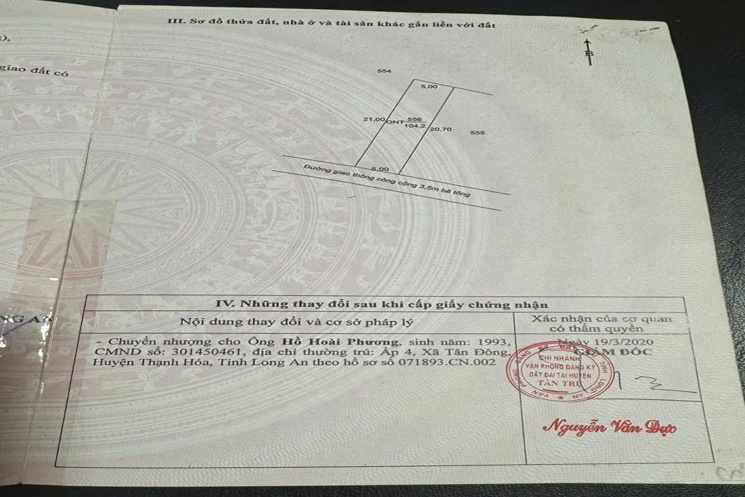 III. Sơ đồ thửa đất, nhà ở và tài sản khác gắn liền với đất
giao đất có
B
554
5,00
21,00
ONT
556
104,2
20,70
555
5,00
Đường giao thông công cộng 3,5m bê tông
IV. Những thay đổi sau khi cấp giấy chứng nhận
Nội dung thay đổi và cơ sở pháp lý
Xác nhận của cơ quan
có thẩm quyền
- Chuyển nhượng cho Ông Hồ Hoài Phương, sinh năm: 1993,
CMND số: 301450461, địa chỉ thường trú: Ấp 4, Xã Tân Đông,
Huyện Thạnh Hóa, Tỉnh Long An theo hồ sơ số 071893.CN.002
Ngày 19/3/2020
GIÁM ĐỐC
CHI NHÁNH
VĂN PHÒNG ĐĂNG KÝ
ĐẤT ĐAI TẠI HUYỆN
TÂN TRỤ
Nguyễn Văn Dực